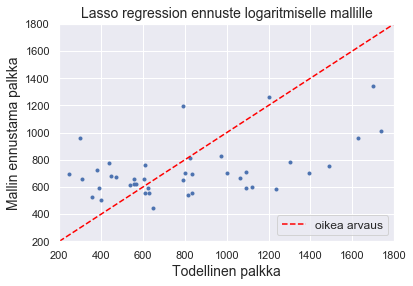 Lasso regression ennuste logaritmiselle mallille
Mallin ennustama palkka
1800
1600
1400
1200
1000
800
600
400
200
oikea arvaus
200 400 600 800 1000 1200 1400 1600 1800
Todellinen palkka